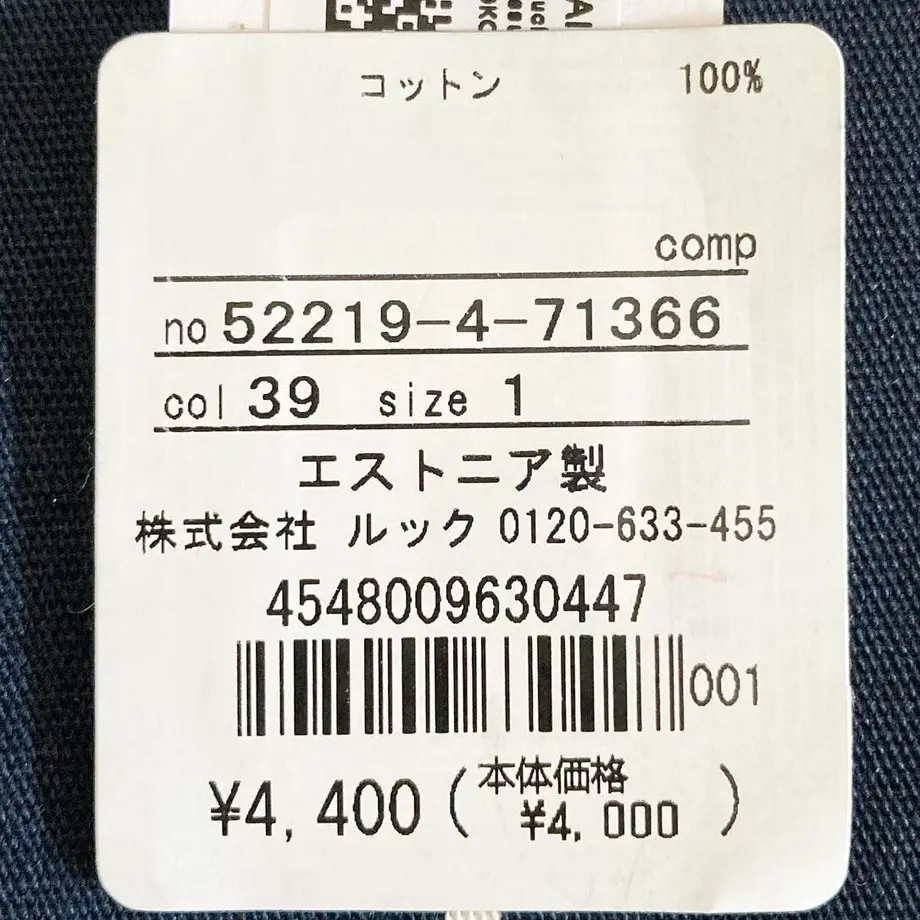 コットン 100%
comp
no 52219-4-71366
col 39 size 1
エストニア製
株式会社 ルック 0120-633-455
4548009630447
001
¥4,400 (本体価格 ¥4,000)